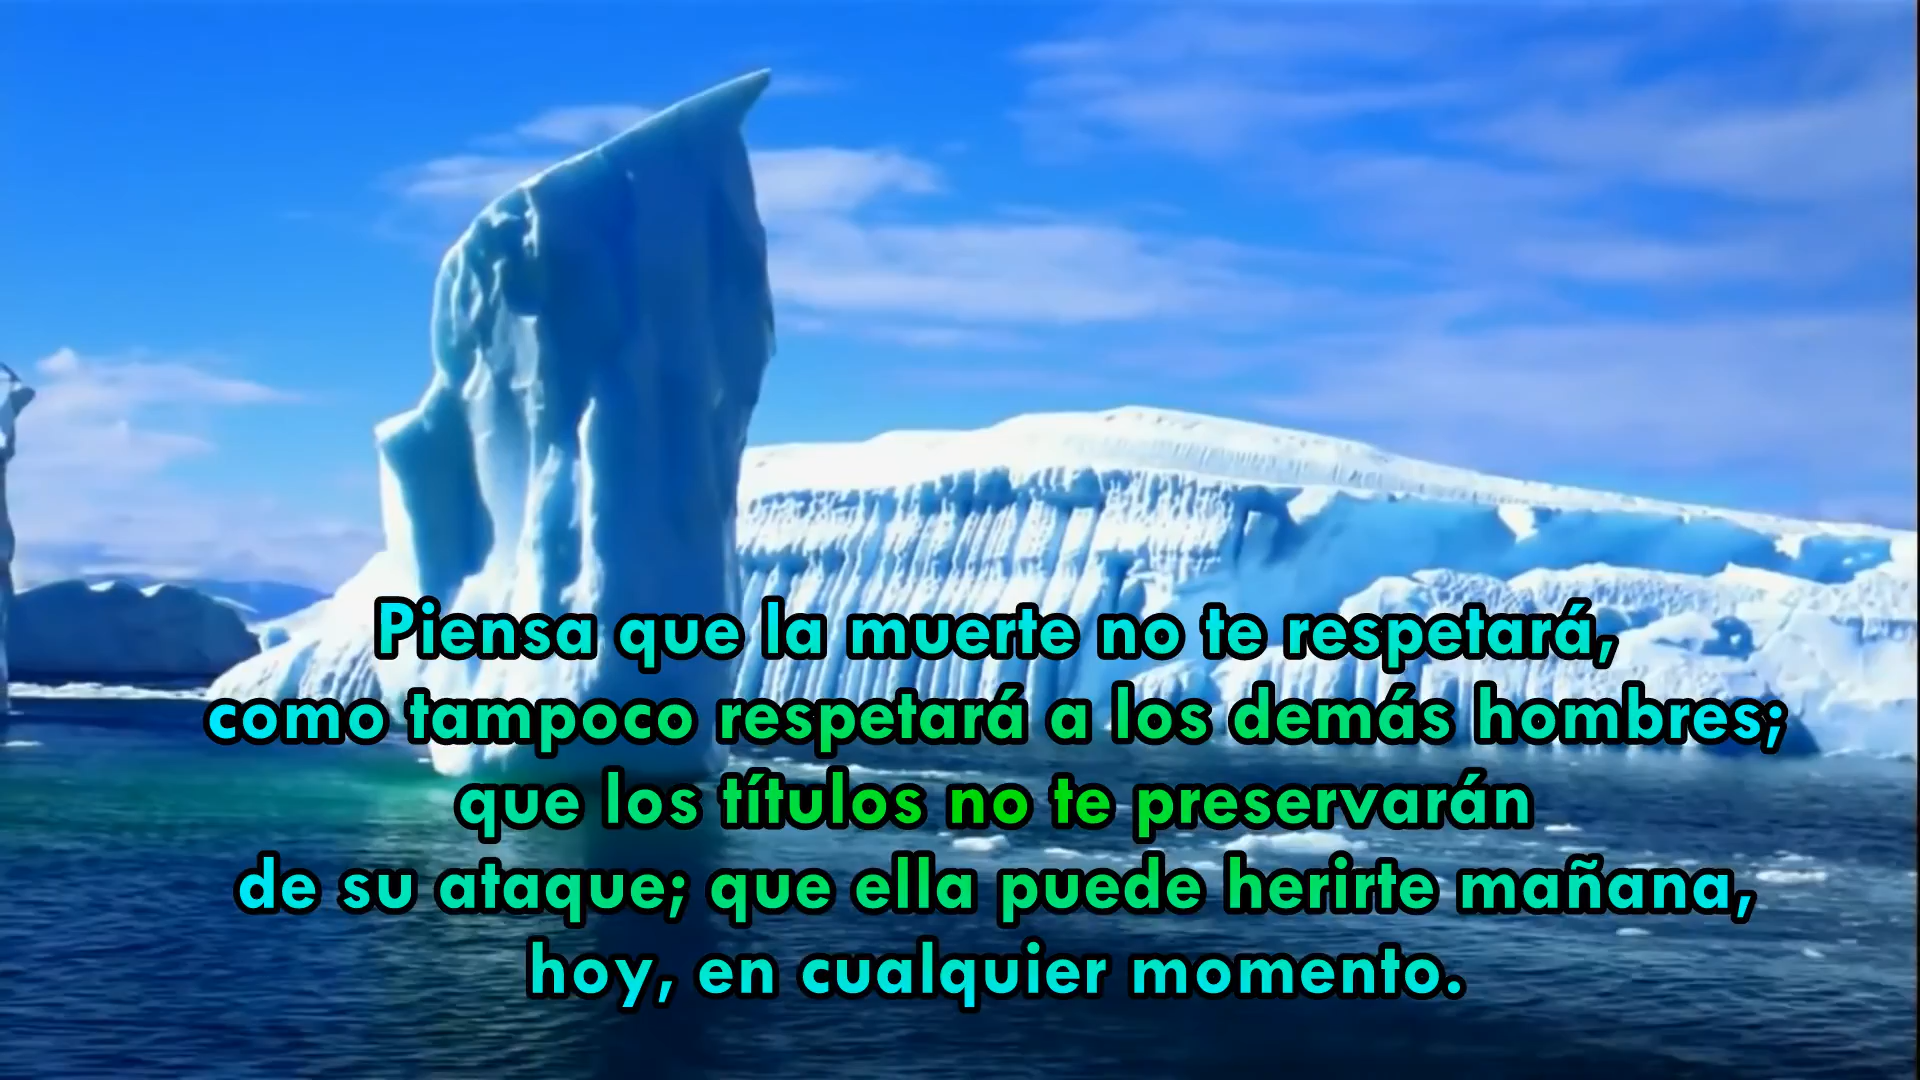 Piensa que la muerte no te respetará,
como tampoco respetará a los demás hombres;
que los títulos no te preservarán
de su ataque; que ella puede herirte mañana,
hoy, en cualquier momento.